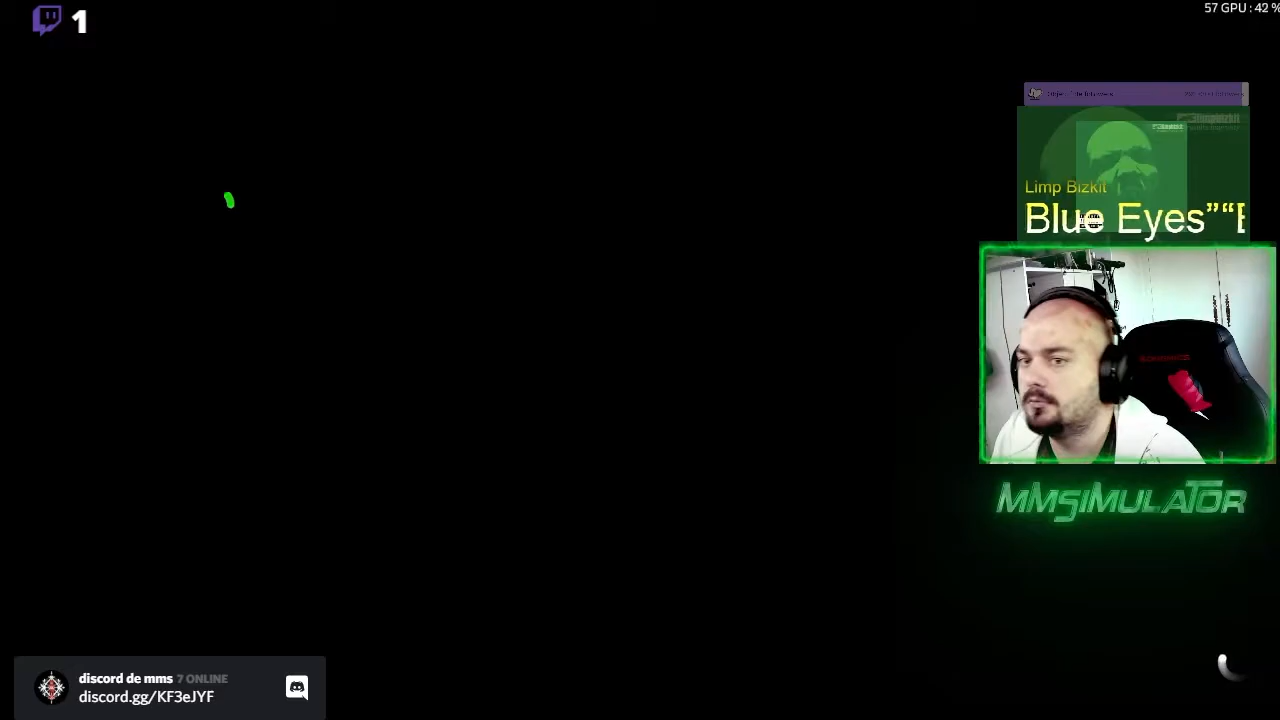 1
57 GPU : 42 %
Limp Bizkit
Blue Eyes”“E
MMSIMULATOR
discord de mms 7 ONLINE
discord.gg/KF3eJYF